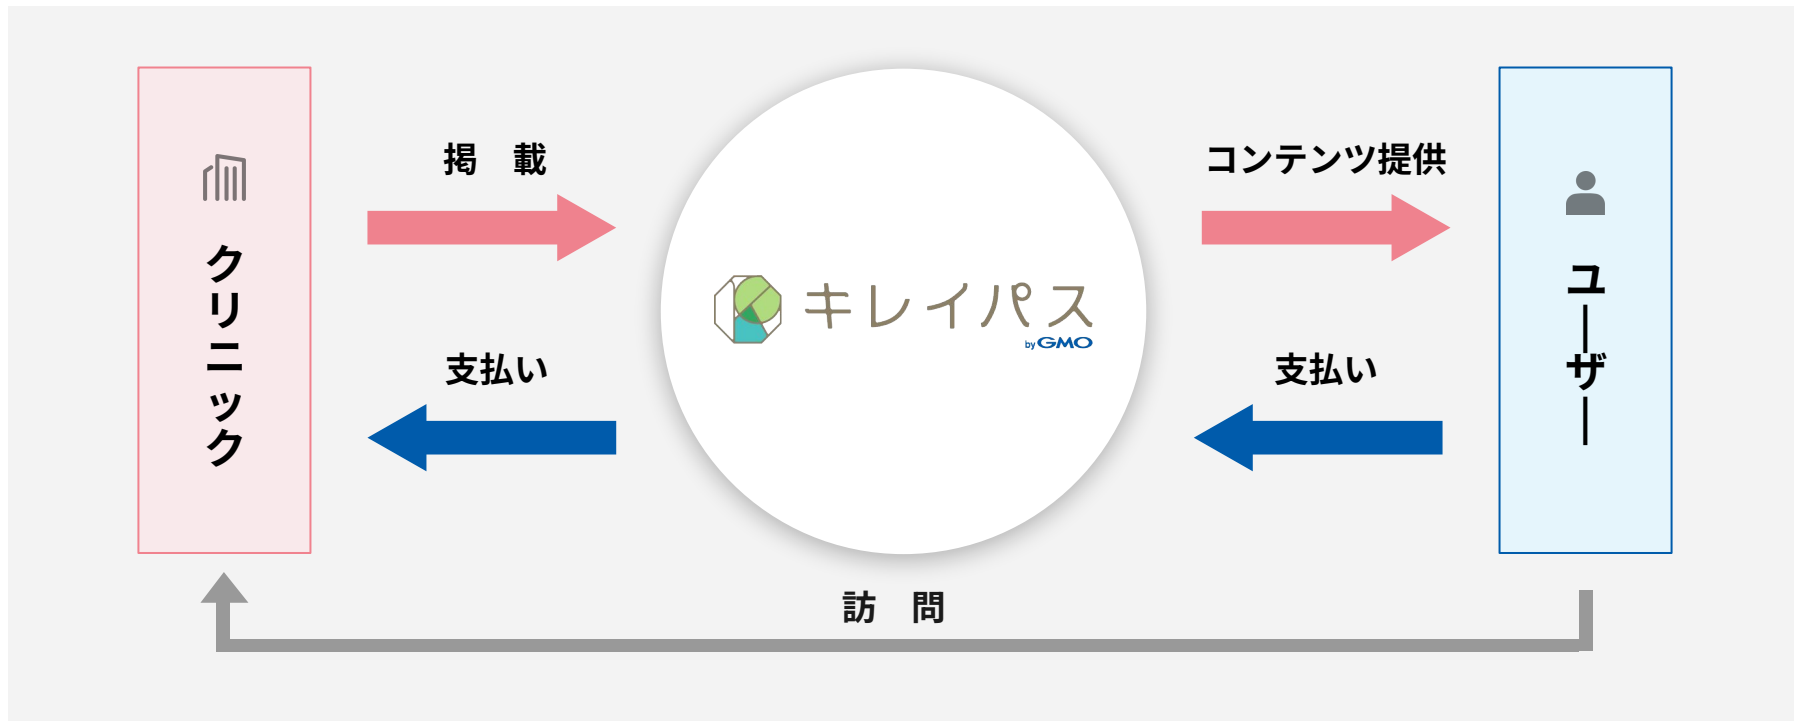 クリニック
掲　載
支払い
キレイパス
by GMO
コンテンツ提供
支払い
ユーザー
訪　問